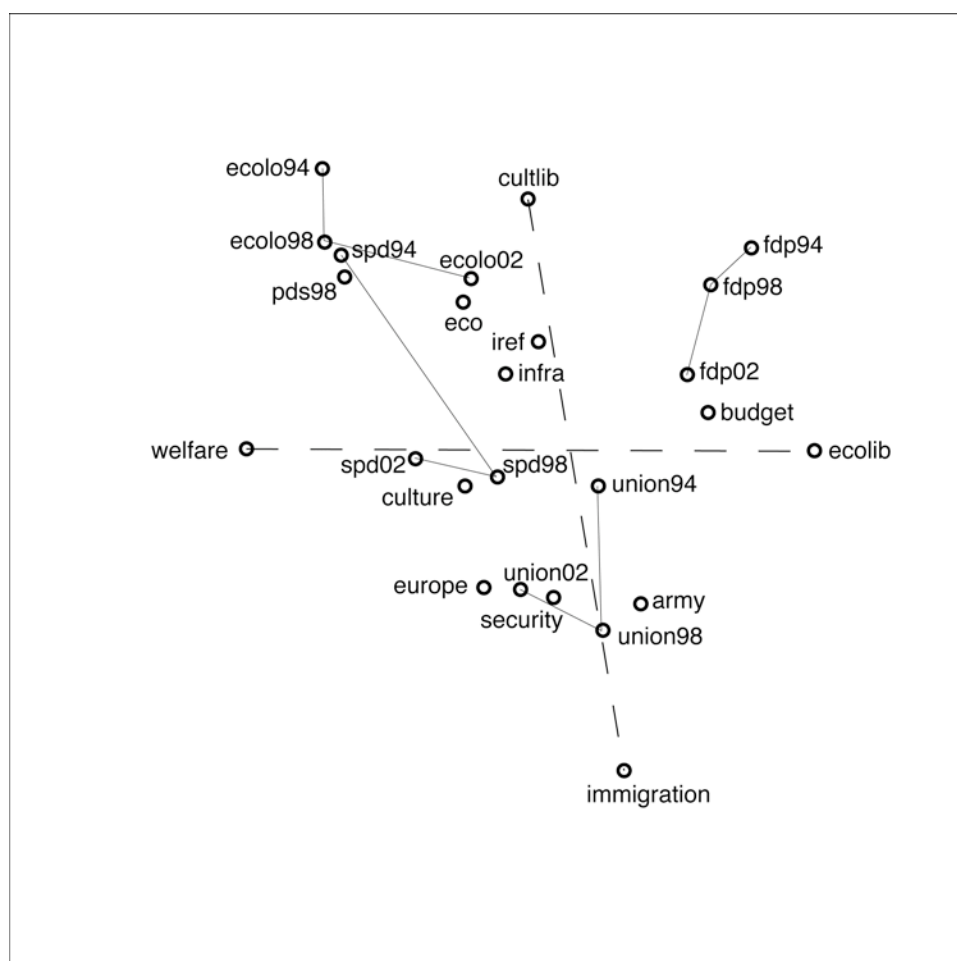 ecolo94
cultlib
ecolo98
spd94
ecolo02
fdp94
pds98
fdp98
eco
iref
infra
fdp02
budget
welfare
ecolib
spd02
spd98
culture
union94
union02
europe
army
security
union98
immigration